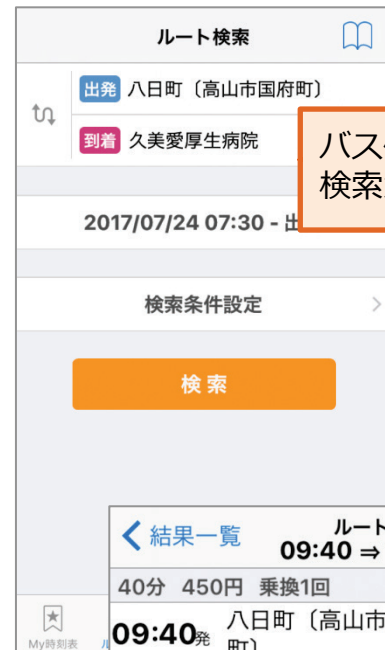 ルート検索
出発 八日町〔高山市国府町〕
到着 久美愛厚生病院
バス
検索
2017/07/24 07:30 - 出
検索条件設定
検索
結果一覧
ルート
09:40 ⇒
40分 450円 乗換1回
09:40発 八日町〔高山市
町〕
My時刻表